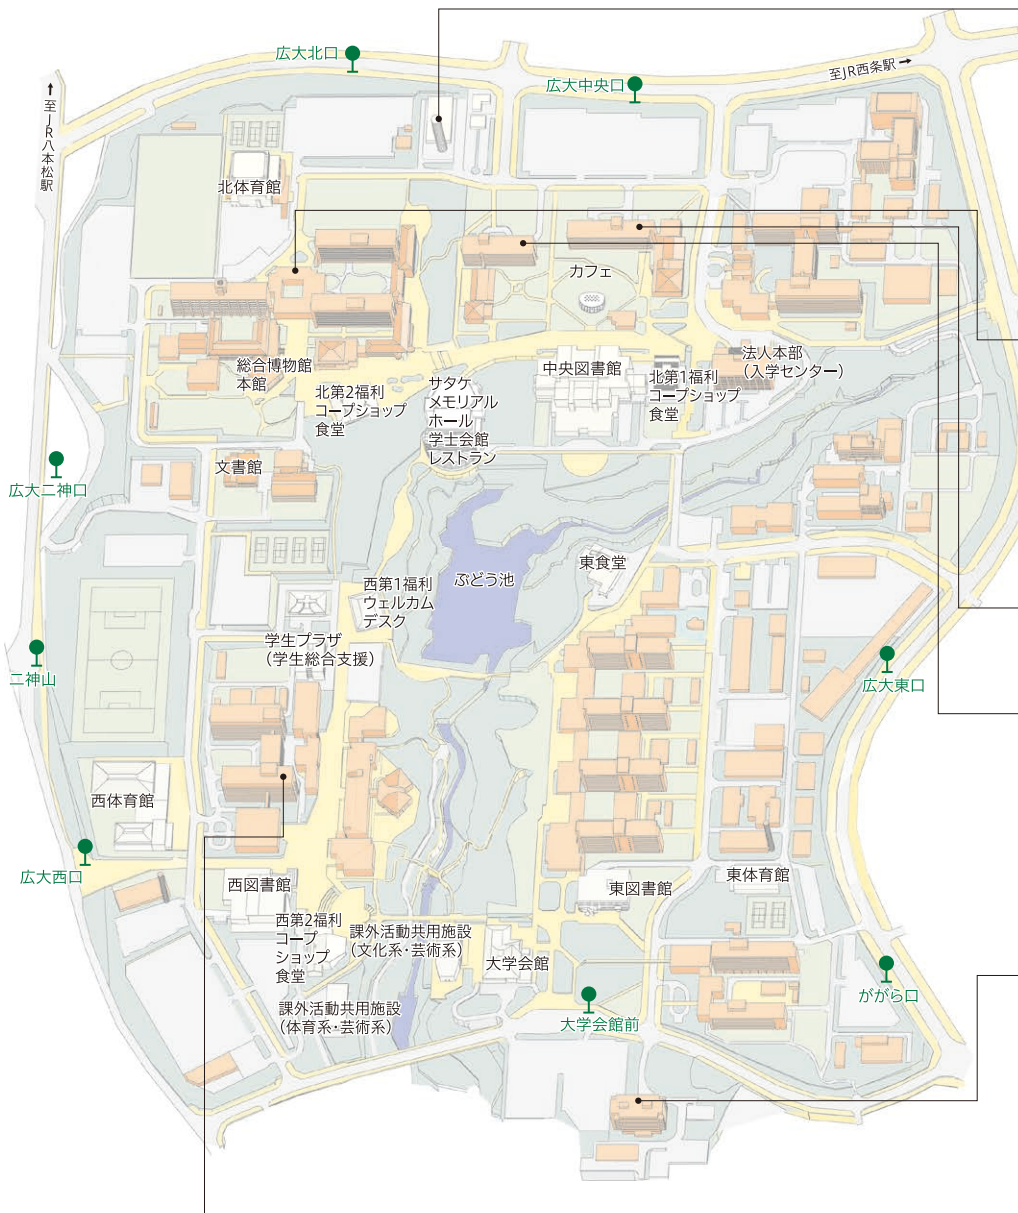 広大北口
広大中央口
至JR西条駅→
↑至JR八本松駅
北体育館
カフェ
総合博物館
本館
北第2福利
コープショップ
食堂
サタケ
メモリアル
ホール
学士会館
レストラン
中央図書館
北第1福利
コープショップ
食堂
法人本部
（入学センター）
文書館
広大二神口
ぶどう池
東食堂
西第1福利
ウェルカム
デスク
学生プラザ
（学生総合支援）
二神山
広大東口
西体育館
広大西口
西図書館
西第2福利
コープ
ショップ
食堂
課外活動共用施設
（文化系・芸術系）
大学会館
東図書館
東体育館
課外活動共用施設
（体育系・芸術系）
大学会館前
ががら口